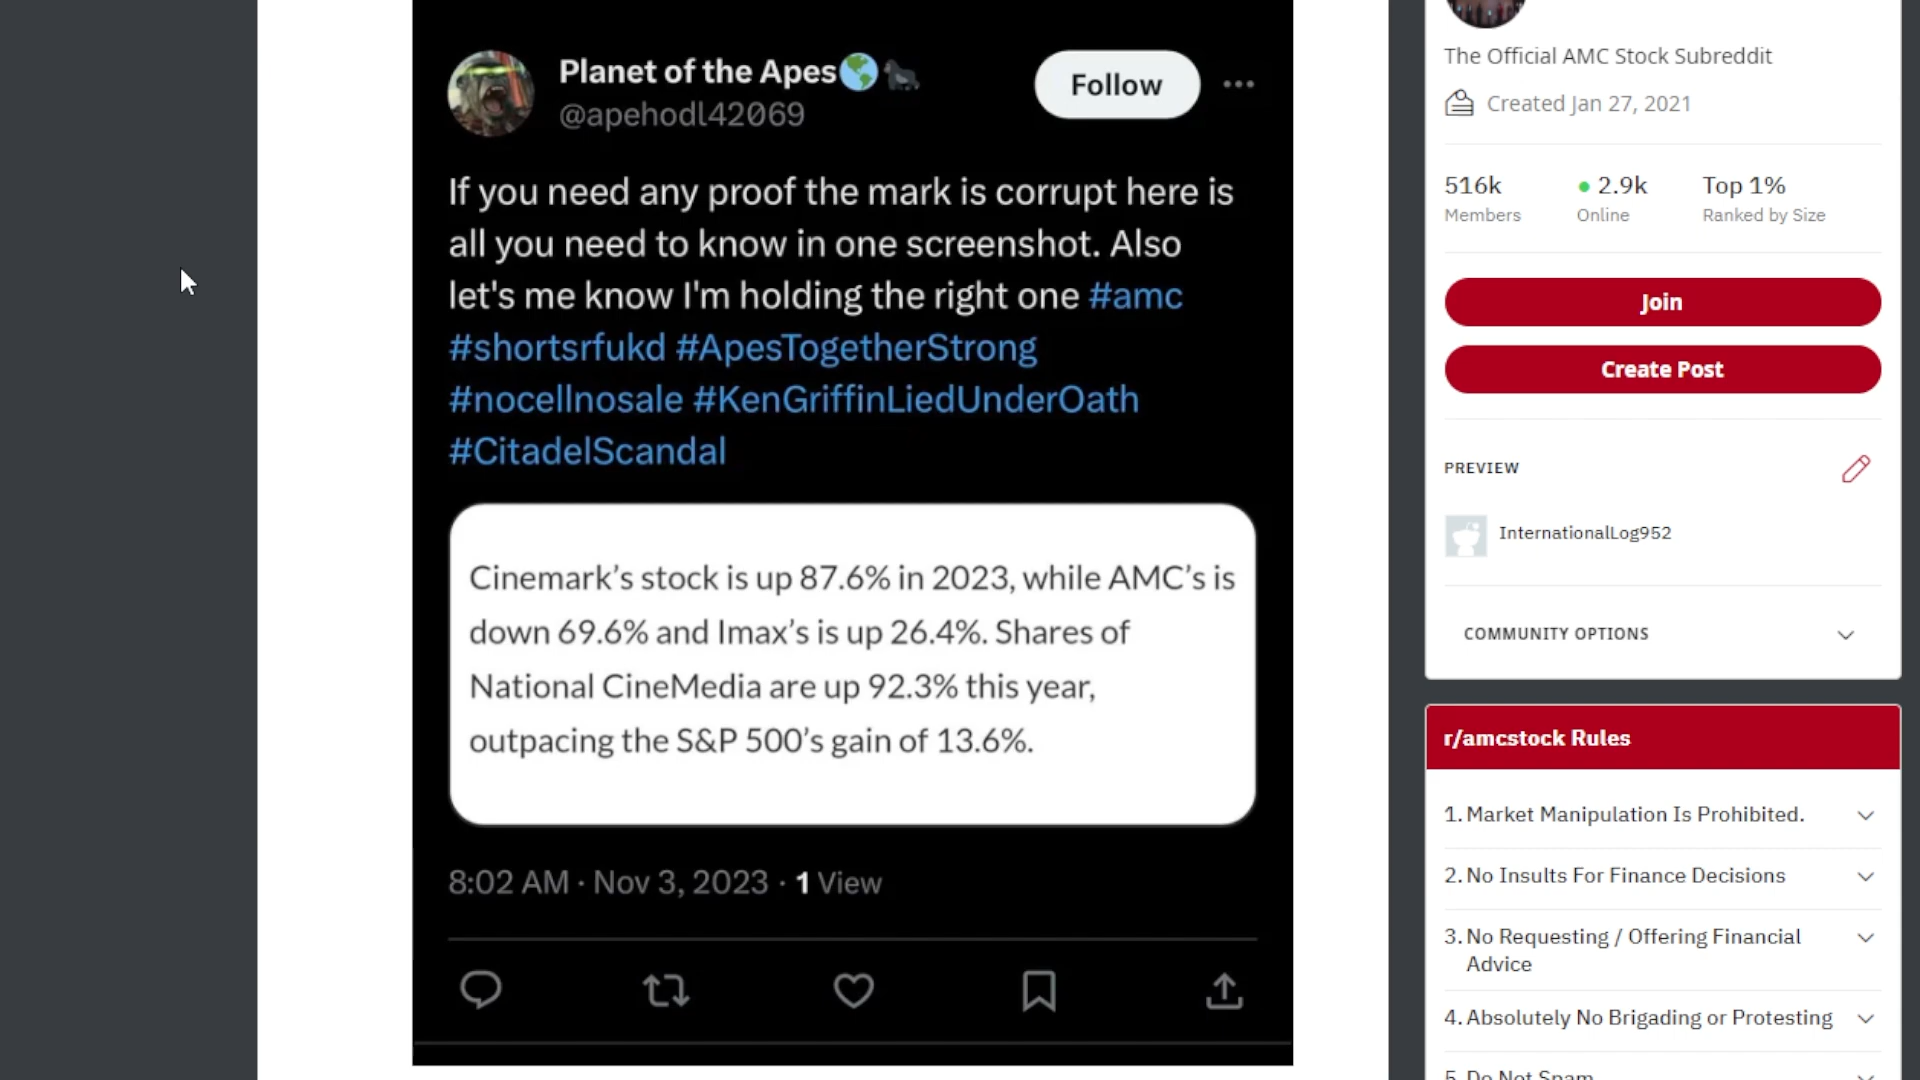 Planet of the Apes🌎🦍
@apehodl42069
Follow
If you need any proof the mark is corrupt here is
all you need to know in one screenshot. Also
let's me know I'm holding the right one #amc
#shortsrfukd #ApesTogetherStrong
#nocellnosale #KenGriffinLiedUnderOath
#CitadelScandal
Cinemark’s stock is up 87.6% in 2023, while AMC’s is
down 69.6% and Imax’s is up 26.4%. Shares of
National CineMedia are up 92.3% this year,
outpacing the S&P 500’s gain of 13.6%.
8:02 AM · Nov 3, 2023 · 1 View
The Official AMC Stock Subreddit
Created Jan 27, 2021
516k 2.9k Top 1%
Members Online Ranked by Size
Join
Create Post
PREVIEW
InternationalLog952
COMMUNITY OPTIONS
r/amcstock Rules
1. Market Manipulation Is Prohibited.
2. No Insults For Finance Decisions
3. No Requesting / Offering Financial
Advice
4. Absolutely No Brigading or Protesting
5. Do Not Spam